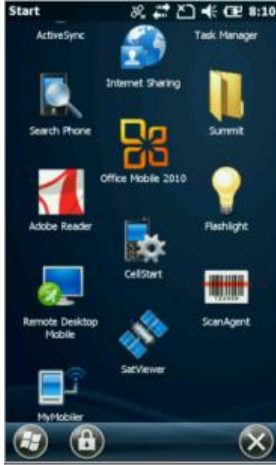 Start 8:10
ActiveSync
Task Manager
Internet Sharing
Search Phone
Summit
Office Mobile 2010
Adobe Reader
Flashlight
CellStart
Remote Desktop
Mobile
ScanAgent
SatViewer
MyMobiler